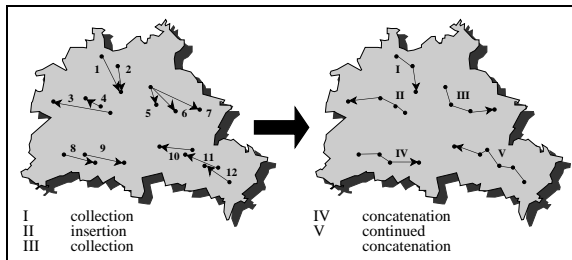 1 2
3 4
5 6 7
8 9
10 11
12
I
II III
IV V
I collection
II insertion
III collection
IV concatenation
V continued
concatenation